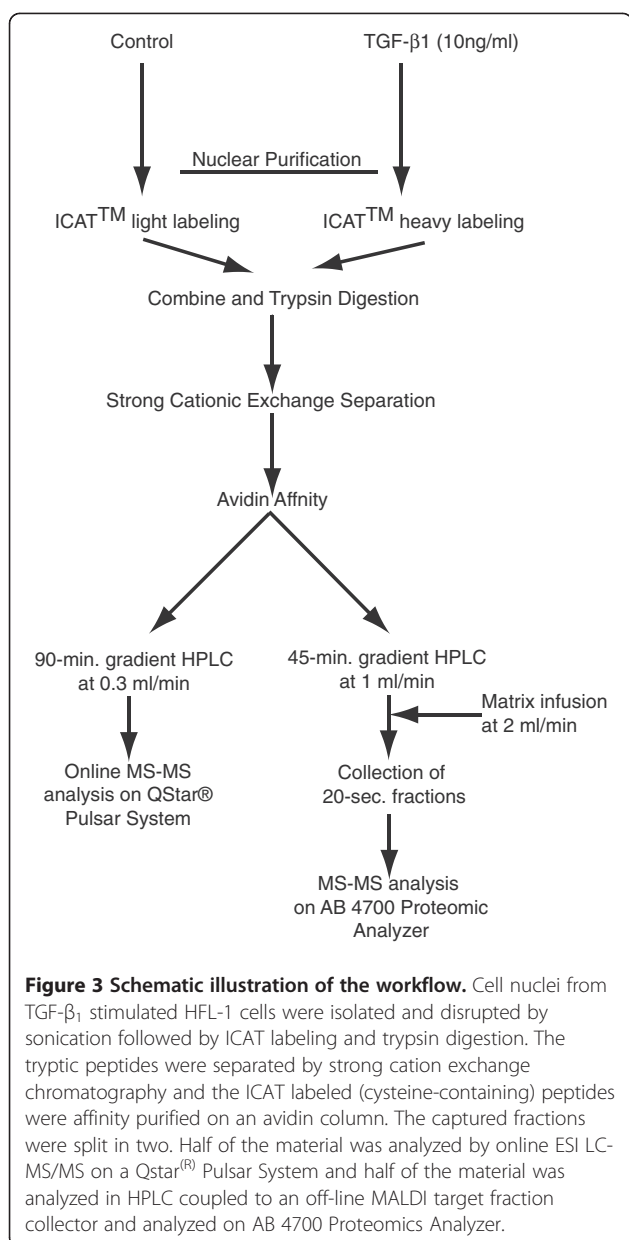 Control
TGF-β1 (10ng/ml)
Nuclear Purification
ICAT™ light labeling
ICAT™ heavy labeling
Combine and Trypsin Digestion
Strong Cationic Exchange Separation
Avidin Affnity
90-min. gradient HPLC
at 0.3 ml/min
45-min. gradient HPLC
at 1 ml/min
Matrix infusion
at 2 ml/min
Online MS-MS
analysis on QStar®
Pulsar System
Collection of
20-sec. fractions
MS-MS analysis
on AB 4700 Proteomic
Analyzer
Figure 3 Schematic illustration of the workflow. Cell nuclei from
TGF-β₁ stimulated HFL-1 cells were isolated and disrupted by
sonication followed by ICAT labeling and trypsin digestion. The
tryptic peptides were separated by strong cation exchange
chromatography and the ICAT labeled (cysteine-containing) peptides
were affinity purified on an avidin column. The captured fractions
were split in two. Half of the material was analyzed by online ESI LC-
MS/MS on a Qstar(R) Pulsar System and half of the material was
analyzed in HPLC coupled to an off-line MALDI target fraction
collector and analyzed on AB 4700 Proteomics Analyzer.